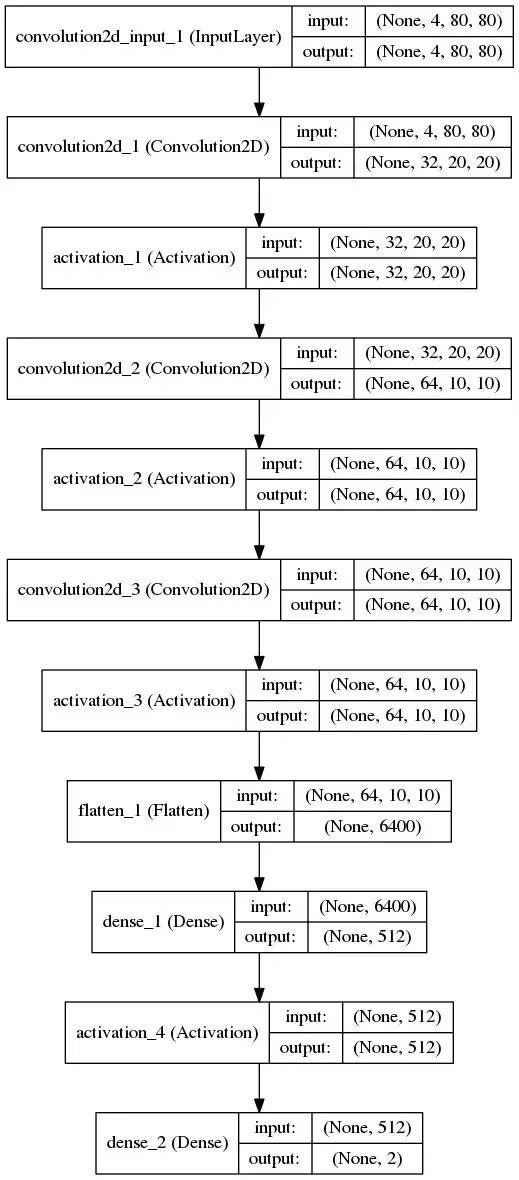 convolution2d_input_1 (InputLayer)
input: (None, 4, 80, 80)
output: (None, 4, 80, 80)
convolution2d_1 (Convolution2D)
input: (None, 4, 80, 80)
output: (None, 32, 20, 20)
activation_1 (Activation)
input: (None, 32, 20, 20)
output: (None, 32, 20, 20)
convolution2d_2 (Convolution2D)
input: (None, 32, 20, 20)
output: (None, 64, 10, 10)
activation_2 (Activation)
input: (None, 64, 10, 10)
output: (None, 64, 10, 10)
convolution2d_3 (Convolution2D)
input: (None, 64, 10, 10)
output: (None, 64, 10, 10)
activation_3 (Activation)
input: (None, 64, 10, 10)
output: (None, 64, 10, 10)
flatten_1 (Flatten)
input: (None, 64, 10, 10)
output: (None, 6400)
dense_1 (Dense)
input: (None, 6400)
output: (None, 512)
activation_4 (Activation)
input: (None, 512)
output: (None, 512)
dense_2 (Dense)
input: (None, 512)
output: (None, 2)